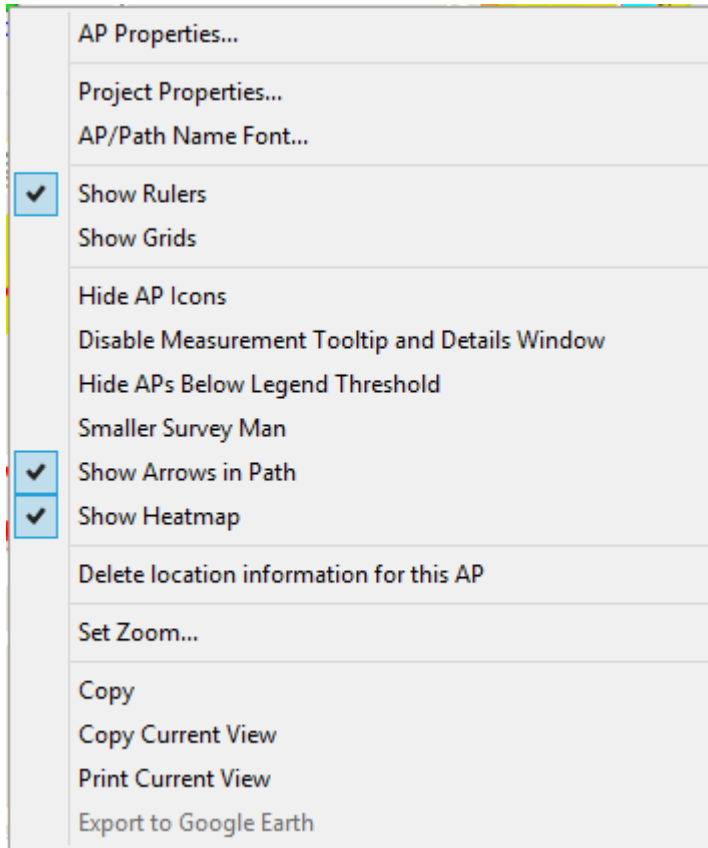 AP Properties...
Project Properties...
AP/Path Name Font...
Show Rulers
Show Grids
Hide AP Icons
Disable Measurement Tooltip and Details Window
Hide APs Below Legend Threshold
Smaller Survey Man
Show Arrows in Path
Show Heatmap
Delete location information for this AP
Set Zoom...
Copy
Copy Current View
Print Current View
Export to Google Earth